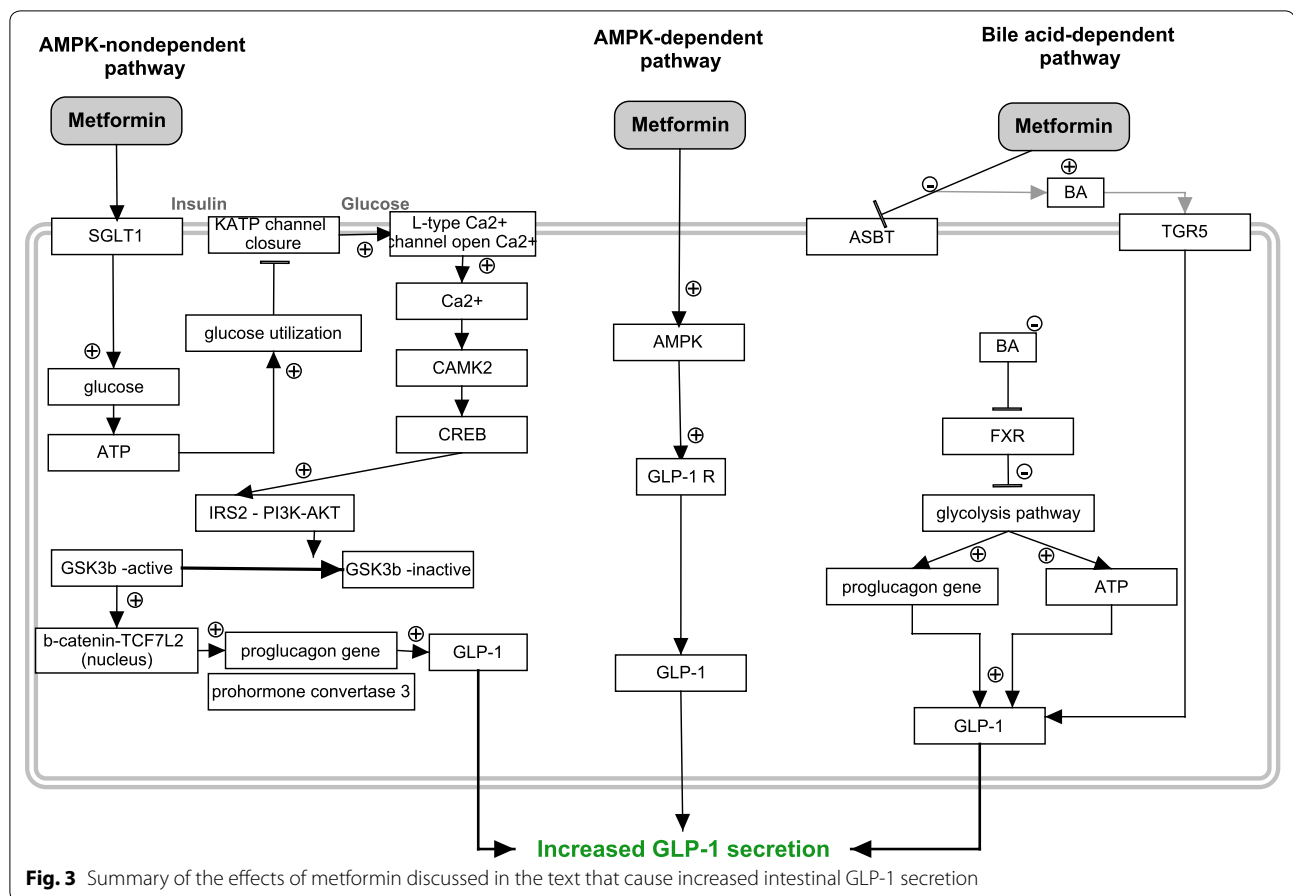 AMPK-nondependent
pathway
Metformin
SGLT1
Insulin
KATP channel
closure
Glucose
L-type Ca2+
channel open Ca2+
glucose utilization
Ca2+
CAMK2
CREB
glucose
ATP
IRS2 - PI3K-AKT
GSK3b -active
GSK3b -inactive
b-catenin-TCF7L2
(nucleus)
proglucagon gene
prohormone convertase 3
GLP-1
AMPK-dependent
pathway
Metformin
AMPK
GLP-1 R
GLP-1
Bile acid-dependent
pathway
Metformin
BA
ASBT
TGR5
BA
FXR
glycolysis pathway
proglucagon gene
ATP
GLP-1
Increased GLP-1 secretion
Fig. 3 Summary of the effects of metformin discussed in the text that cause increased intestinal GLP-1 secretion